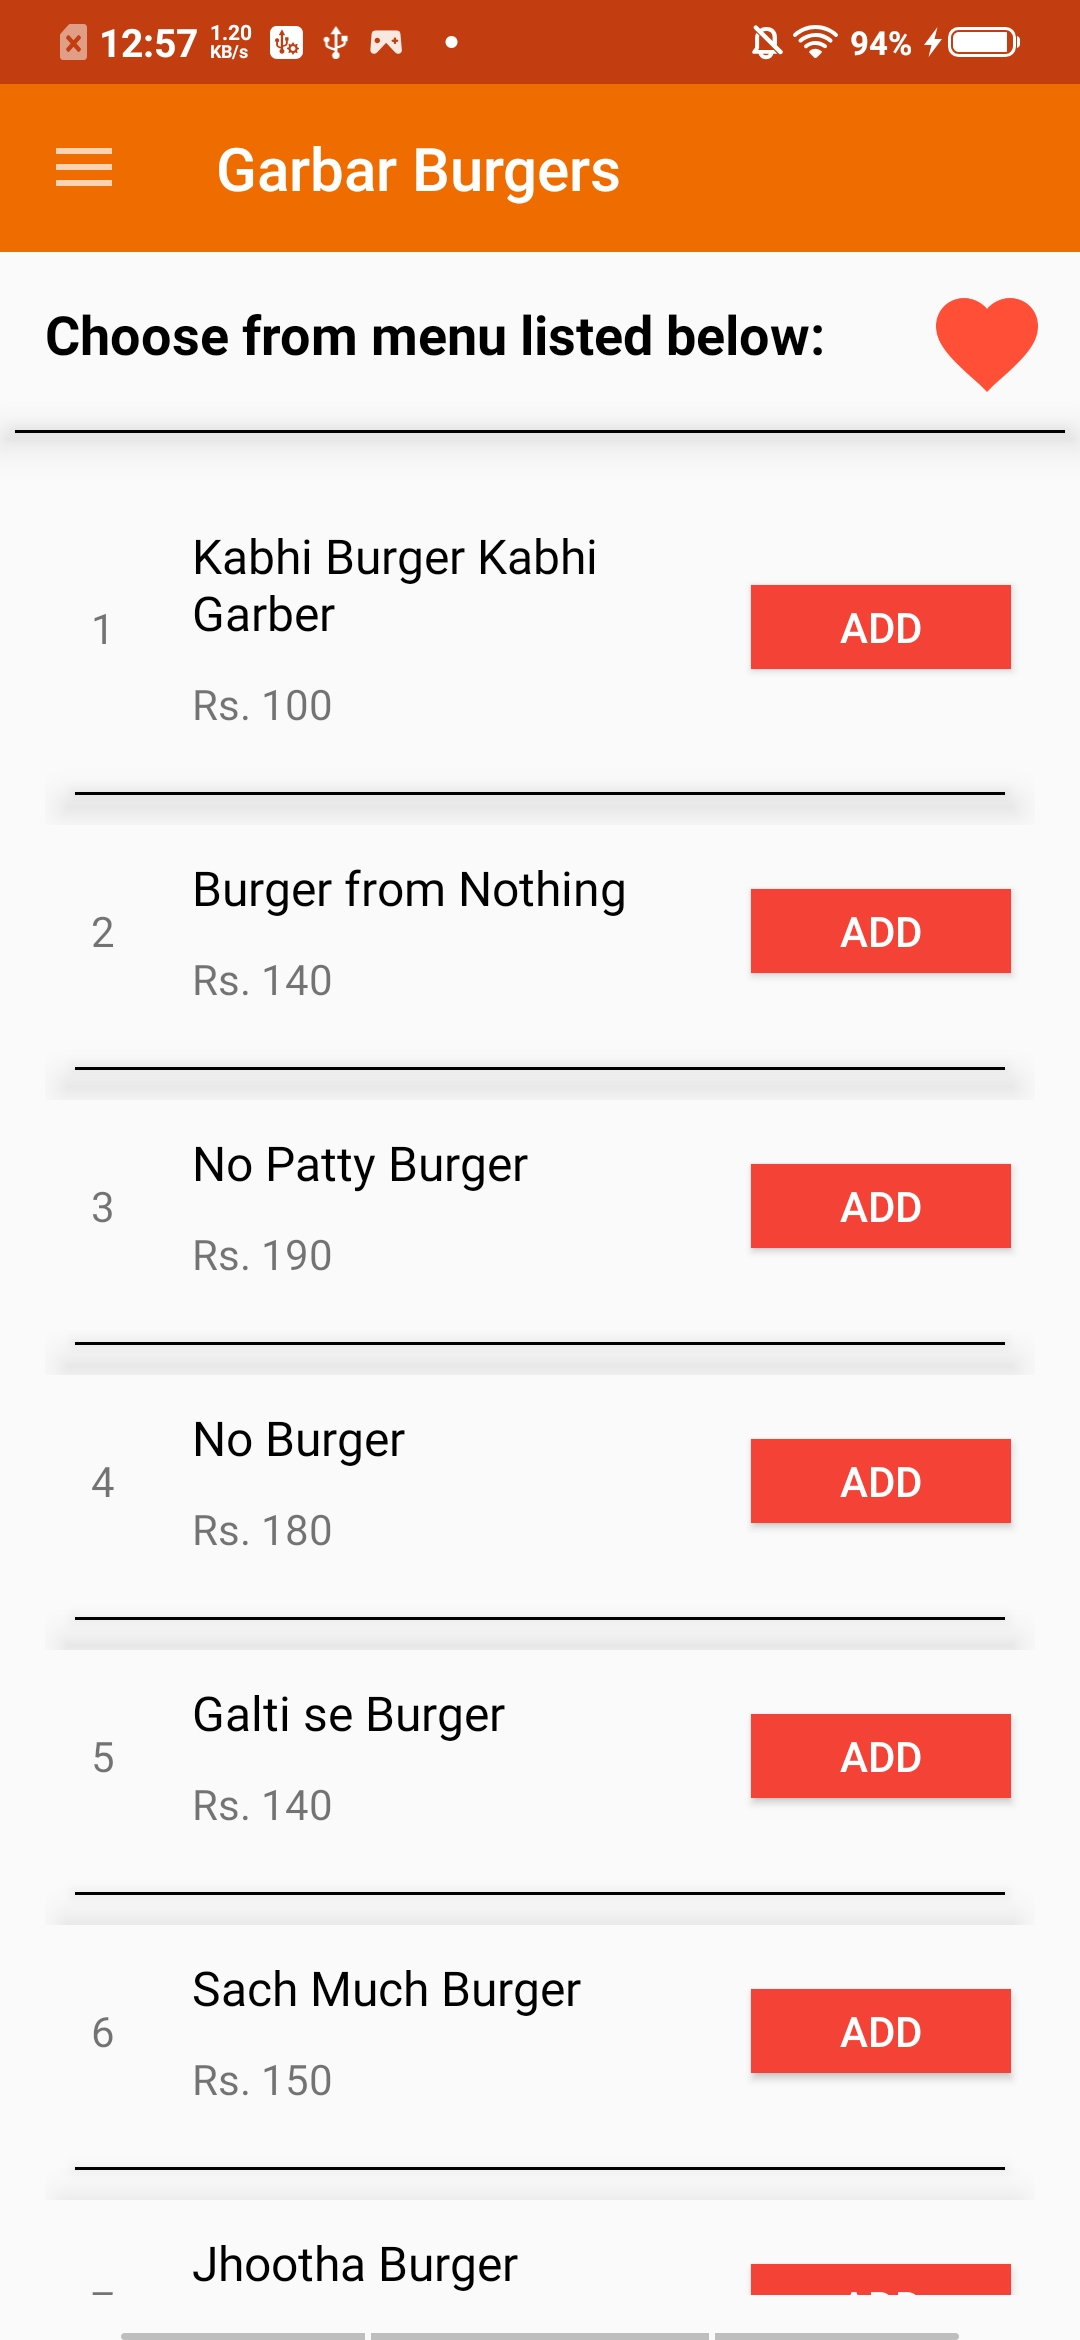 12:57 1.20 KB/s 94%
Garbar Burgers
Choose from menu listed below:
Kabhi Burger Kabhi
Garber
1
ADD
Rs. 100
Burger from Nothing
2
ADD
Rs. 140
No Patty Burger
3
ADD
Rs. 190
No Burger
4
ADD
Rs. 180
Galti se Burger
5
ADD
Rs. 140
Sach Much Burger
6
ADD
Rs. 150
Jhootha Burger